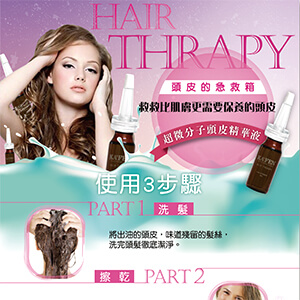 HAIR
THRAPY
頭皮的急救箱
救救比肌膚更需要保養的頭皮
超微分子頭皮精華液
使用3步驟
PART 1 洗髮
將出油的頭皮，味道殘留的髮絲，
洗完頭髮徹底潔淨。
擦乾 PART 2